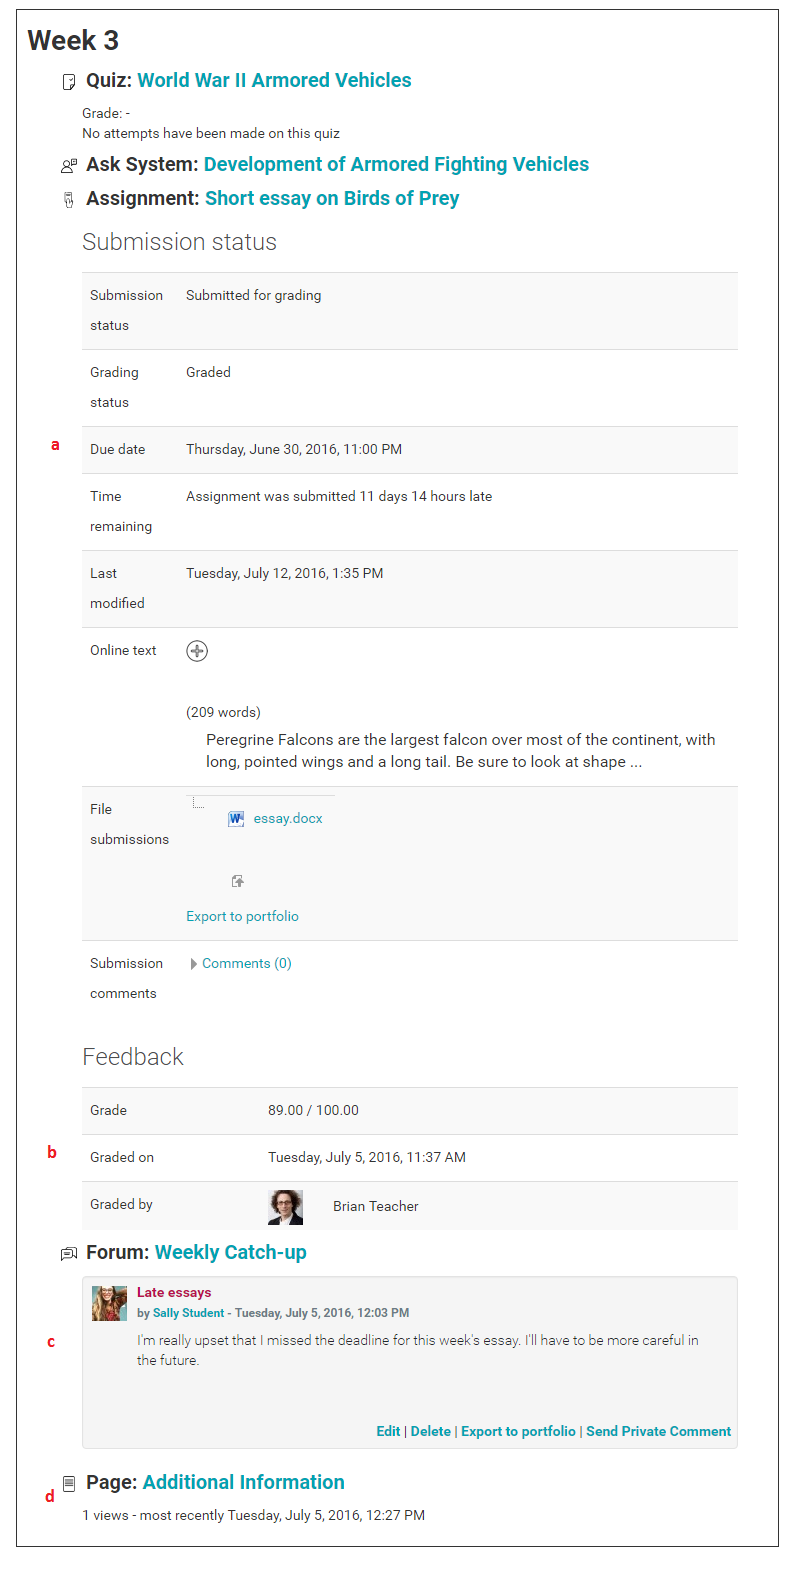 Week 3
Quiz: World War II Armored Vehicles
Grade: -
No attempts have been made on this quiz
Ask System: Development of Armored Fighting Vehicles
Assignment: Short essay on Birds of Prey
Submission status
Submission status
Submitted for grading
Grading status
Graded
a
Due date
Thursday, June 30, 2016, 11:00 PM
Time remaining
Assignment was submitted 11 days 14 hours late
Last modified
Tuesday, July 12, 2016, 1:35 PM
Online text
(209 words)
Peregrine Falcons are the largest falcon over most of the continent, with
long, pointed wings and a long tail. Be sure to look at shape ...
File submissions
essay.docx
Export to portfolio
Submission comments
Comments (0)
Feedback
Grade
89.00 / 100.00
b
Graded on
Tuesday, July 5, 2016, 11:37 AM
Graded by
Brian Teacher
Forum: Weekly Catch-up
Late essays
by Sally Student - Tuesday, July 5, 2016, 12:03 PM
c
I'm really upset that I missed the deadline for this week's essay. I'll have to be more careful in
the future.
Edit | Delete | Export to portfolio | Send Private Comment
Page: Additional Information
d
1 views - most recently Tuesday, July 5, 2016, 12:27 PM